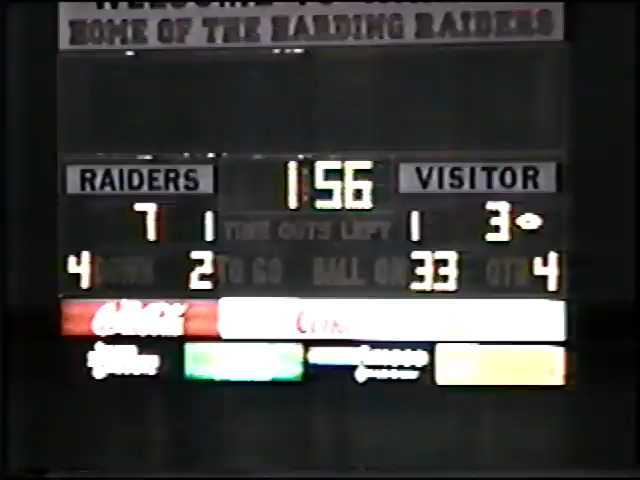 HOME OF THE HARDING RAIDERS
RAIDERS 1:56 VISITOR
7 1 TIME OUTS LEFT 1 3
4 DOWN 2 TO GO BALL ON 33 QTR 4